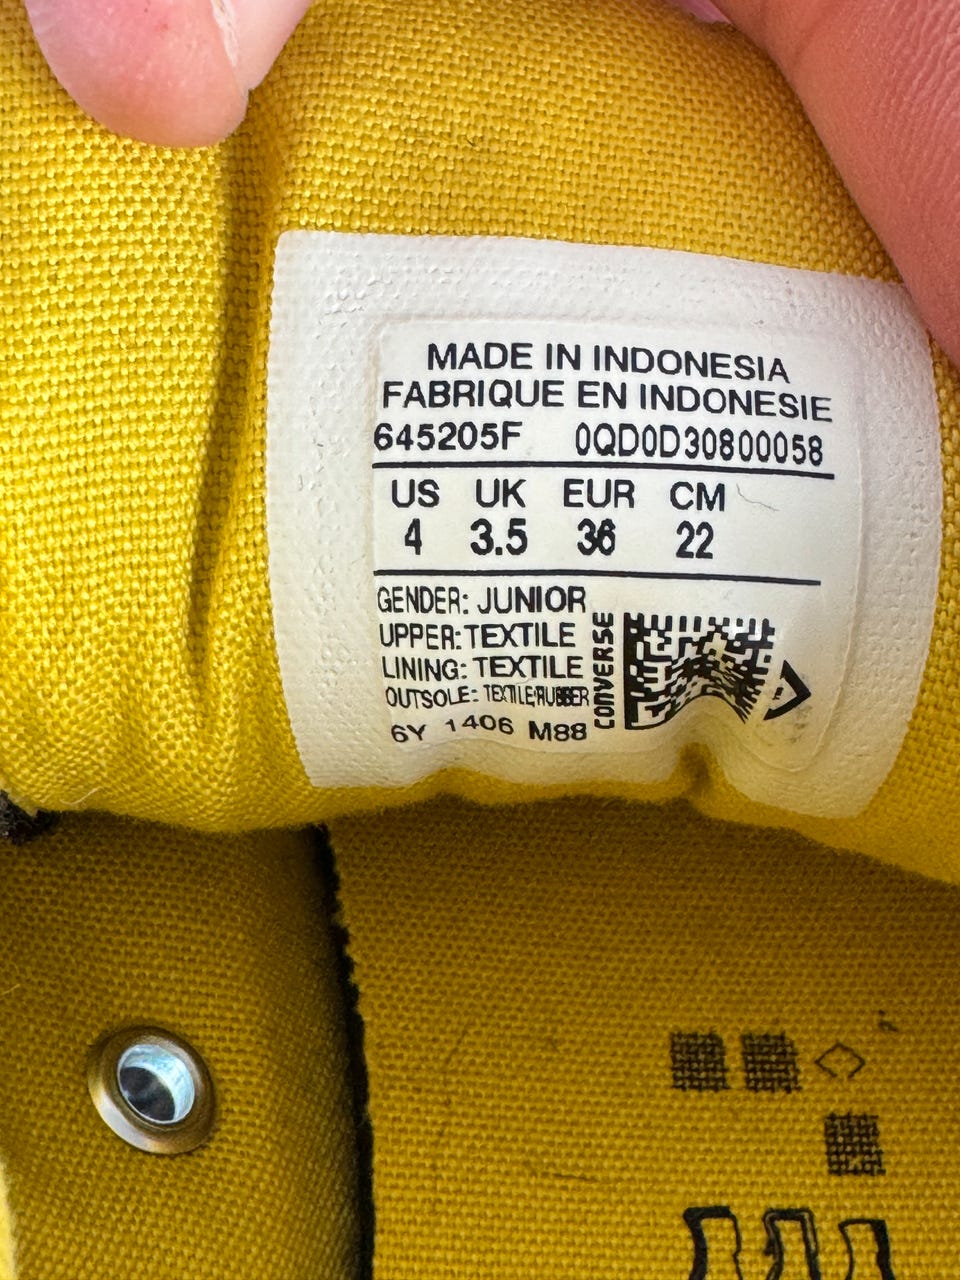 MADE IN INDONESIA
FABRIQUE EN INDONESIE
645205F 0QD0D30800058
US UK EUR CM
4 3.5 36 22
GENDER: JUNIOR
UPPER: TEXTILE
LINING: TEXTILE
OUTSOLE: TEXTILE/RUBBER
6Y 1406 M88
CONVERSE
TM